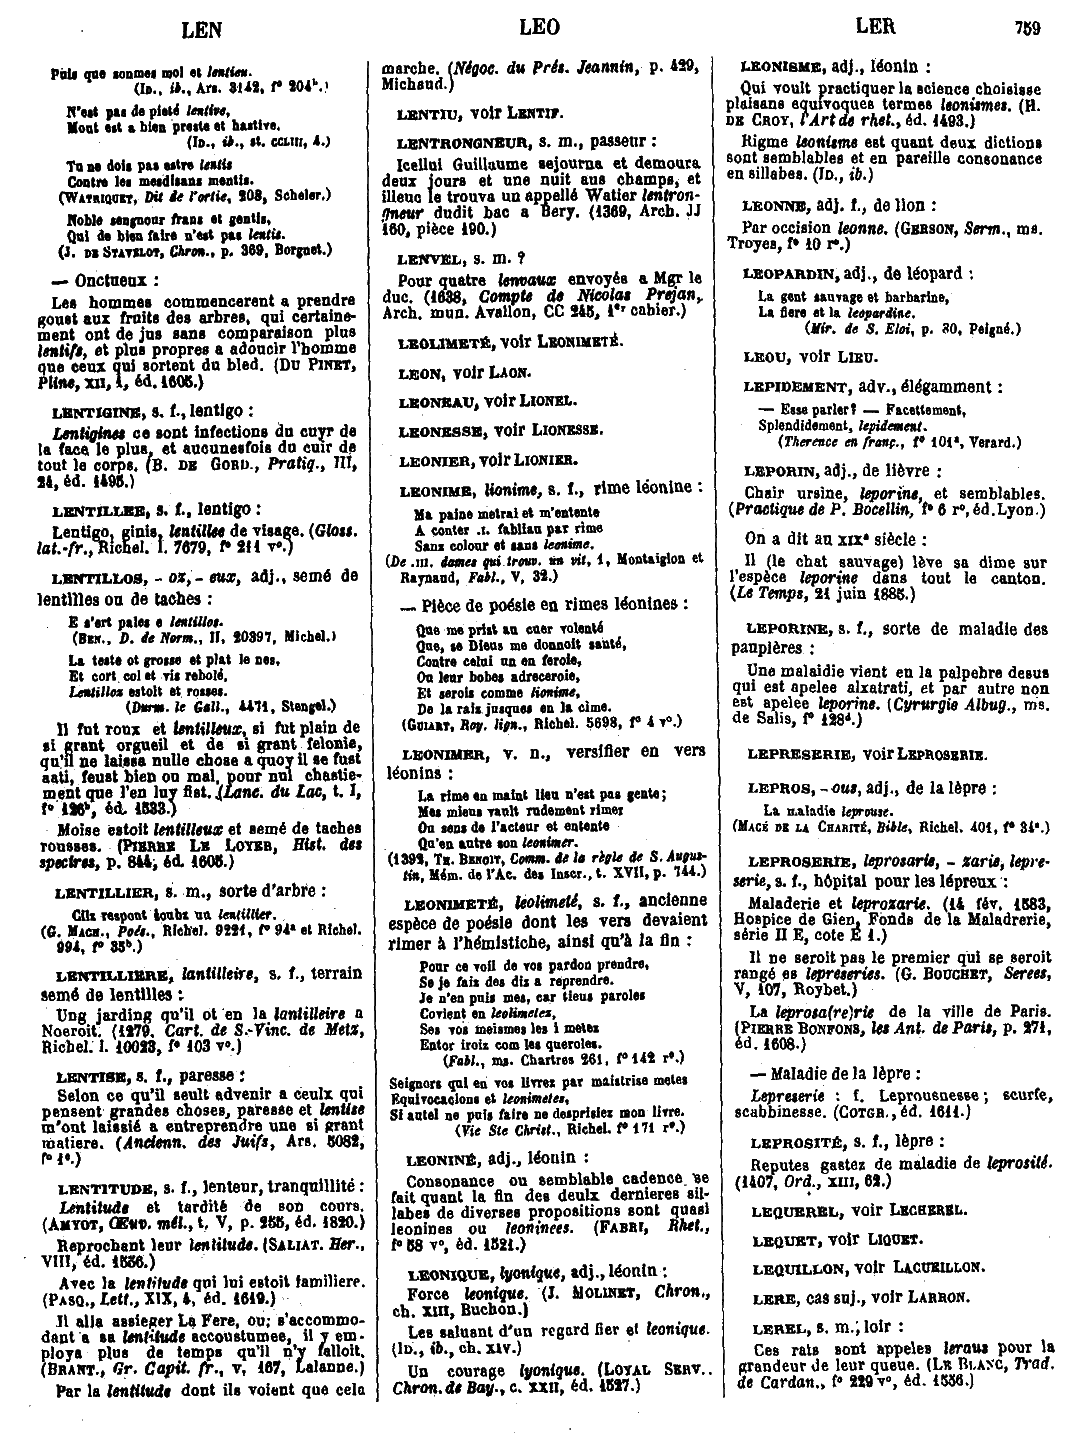 LEN
LEO
LER
759
Puis que sonmes mol et lentieu.
(ID., ib., Ars. 3142, f° 204ᵇ.)
N'est pas de pieté lentive,
Mout est a bien preste et hastive.
(ID., ib., st. CCLIII, 4.)
Tu ne dois pas estre lentis
Contre les mesdisans mentis.
(WATRIQUET, Dit de l'ortie, 208, Scheler.)
Noble sengnour frans et gentis,
Qui de bien faire n'est pas lentis.
(J. DE STAVELOT, Chron., p. 369, Borgnet.)
— Onctueux :
Les hommes commencerent a prendre
goust aux fruits des arbres, qui certaine-
ment ont de jus sans comparaison plus
lentifs, et plus propres a adoucir l'homme
que ceux qui sortent du bled. (DU PINET,
Pline, XII, 1, éd. 1605.)
LENTIGINE, s. f., lentigo :
Lentigines ce sont infections du cuyr de
la face le plus, et aucunesfois du cuir de
tout le corps. (B. DE GORD., Pratiq., III,
24, éd. 1495.)
LENTILLEE, s. f., lentigo :
Lentigo, ginis, lentillee de visage. (Gloss.
lat.-fr., Richel. l. 7679, f° 211 v°.)
LENTILLOS, - oz, - eux, adj., semé de
lentilles ou de taches :
E s'ert pales e lentillos.
(BEN., D. de Norm., II, 20397, Michel.)
La teste ot grosse et plat le nes,
Et cort col et vis rebolé,
Lentilloz estoit et rosses.
(Durm. le Gall., 4471, Stengel.)
Il fut roux et lentilleux, si fut plain de
si grant orgueil et de si grant felonie,
qu'il ne laissa nulle chose a quoy il se fust
aati, feust bien ou mal, pour nul chastie-
ment que l'en luy fist. (Lanc. du Lac, t. I,
f° 126ᵇ, éd. 1533.)
Moise estoit lentilleux et semé de taches
rousses. (PIERRE LE LOYER, Hist. des
spectres, p. 844, éd. 1605.)
LENTILLIER, s. m., sorte d'arbre :
Cilz respont soubz un lentillier.
(G. MACH., Poés., Richel. 9221, f° 94ᵃ et Richel.
994, f° 35ᵇ.)
LENTILLIERE, lantilleire, s. f., terrain
semé de lentilles :
Ung jarding qu'il ot en la lantilleire a
Noeroit. (1279, Cart. de S.-Vinc. de Metz,
Richel. l. 10023, f° 103 v°.)
LENTISE, s. f., paresse :
Selon ce qu'il seult advenir a ceulx qui
pensent grandes choses, paresse et lentise
m'ont laissié a entreprendre une si grant
matiere. (Ancienn. des Juifs, Ars. 5082,
f° 1ᵃ.)
LENTITUDE, s. f., lenteur, tranquillité :
Lentitude et tardité de son cours.
(AMYOT, Œuv. mêl., t. V, p. 255, éd. 1820.)
Reprochant leur lentitude. (SALIAT. Her.,
VIII, éd. 1556.)
Avec la lentitude qui lui estoit familiere.
(PASQ., Lett., XIX, 4, éd. 1619.)
Il alla assieger La Fere, ou; s'accommo-
dant a sa lentitude accoustumee, il y em-
ploya plus de temps qu'il n'y falloit.
(BRANT., Gr. Capit. fr., V, 167, Lalanne.)
Par la lentitude dont ils voient que cela
marche. (Négoc. du Prés. Jeannin, p. 429,
Michaud.)
LENTIU, voir LENTIF.
LENTRONGNEUR, s. m., passeur :
Icellui Guillaume sejourna et demoura
deux jours et une nuit aus champs, et
illeuc le trouva un appellé Watier lentron-
gneur dudit bac a Bery. (1369, Arch. JJ
160, pièce 190.)
LENVEL, s. m. ?
Pour quatre lenvaux envoyés a Mgr le
duc. (1638, Compte de Nicolas Prejan,
Arch. mun. Avallon, CC 245, 1ᵉʳ cahier.)
LEOLIMETÉ, voir LEONIMETÉ.
LEON, voir LAON.
LEONEAU, voir LIONEL.
LEONESSE, voir LIONESSE.
LEONIER, voir LIONIER.
LEONIME, lionime, s. f., rime léonine :
Ma paine metrai et m'entente
A conter .I. fabliau par rime
Sanz colour et sans leonime.
(De .III. dames qui trouv. un vit, 1, Montaiglon et
Raynaud, Fabl., V, 32.)
— Pièce de poésie en rimes léonines :
Que me prist au cuer volenté
Que, se Dieus me donnoit santé,
Contre celui un en feroie,
Ou leur bobes adreceroie,
Et serois comme lionime,
De la raiz jusques en la cime.
(GUIART, Roy. lign., Richel. 5698, f° 4 v°.)
LEONIMER, v. n., versifier en vers
léonins :
La rime en maint lieu n'est pas gente;
Mes mieus vault rudement rimer
Ou sens de l'acteur et entente
Qu'en autre son leonimer.
(1392, TH. BENOIT, Comm. de la règle de S. Augus-
tin, Mém. de l'Ac. des Inscr., t. XVII, p. 744.)
LEONIMETÉ, leolimeté, s. f., ancienne
espèce de poésie dont les vers devaient
rimer à l'hémistiche, ainsi qu'à la fin :
Pour ce voil de vos pardon prendre,
Se je fais des dis a reprendre.
Je n'en puis mes, car tieus paroles
Covient en leolimetez,
Ses vos meismes les i metez
Entor iroiz com les queroles.
(Fabl., ms. Chartres 261, f° 142 r°.)
Seignors qui en vos livrez par maistrise metes
Equivocacions et leonimetes,
Si autel ne puis faire ne desprisiez mon livre.
(Vie Ste Christ., Richel. f° 171 r°.)
LEONINÉ, adj., léonin :
Consonance ou semblable cadence se
fait quant la fin des deulx dernieres sil-
labes de diverses propositions sont quasi
leonines ou leoninees. (FABRI, Rhet.,
f° 58 v°, éd. 1521.)
LEONIQUE, lyonique, adj., léonin :
Force leonique. (J. MOLINET, Chron.,
ch. XIII, Buchon.)
Les saluant d'un regard fier et leonique.
(ID., ib., ch. XIV.)
Un courage lyonique. (LOYAL SERV..
Chron. de Bay., c. XXII, éd. 1527.)
LEONISME, adj., léonin :
Qui voult practiquer la science choisisse
plaisans equivoques termes leonismes. (H.
DE CROY, l'Art de rhet., éd. 1493.)
Rigme leonisme est quant deux dictions
sont semblables et en pareille consonance
en sillabes. (ID., ib.)
LEONNE, adj. f., de lion :
Par occision leonne. (GERSON, Serm., ms.
Troyes, f° 10 r°.)
LEOPARDIN, adj., de léopard :
La gent sauvage et barbarine,
La fiere et la leopardine.
(Mir. de S. Eloi, p. 30, Peigné.)
LEOU, voir LIEU.
LEPIDEMENT, adv., élégamment :
— Esse parler? — Facettement,
Splendidement, lepidement.
(Therence en franç., f° 101ᵃ, Verard.)
LEPORIN, adj., de lièvre :
Chair ursine, leporine, et semblables.
(Practique de P. Bocellin, f° 6 r°, éd. Lyon.)
On a dit au XIXᵉ siècle :
Il (le chat sauvage) lève sa dime sur
l'espèce leporine dans tout le canton.
(Le Temps, 21 juin 1885.)
LEPORINE, s. f., sorte de maladie des
paupières :
Une malaidie vient en la palpebre desus
qui est apelee alxatrati, et par autre non
est apelee leporine. (Cyrurgie Albug., ms.
de Salis, f° 128ᵈ.)
LEPRESERIE, voir LEPROSERIE.
LEPROS, - ous, adj., de la lèpre :
La maladie leprouse.
(MACÉ DE LA CHARITÉ, Bible, Richel. 401, f° 34ᵃ.)
LEPROSERIE, leprosarie, - zarie, lepre-
serie, s. f., hôpital pour les lépreux :
Maladerie et leprozarie. (14 fév. 1583,
Hospice de Gien, Fonds de la Maladrerie,
série II E, cote E 1.)
Il ne seroit pas le premier qui se seroit
rangé es lepreseries. (G. BOUCHET, Serees,
V, 107, Roybet.)
La leprosa(re)rie de la ville de Paris.
(PIERRE BONFONS, les Ant. de Paris, p. 271,
éd. 1608.)
— Maladie de la lèpre :
Lepreserie : f. Leprousnesse; scurfe,
scabbinesse. (COTGR., éd. 1611.)
LEPROSITÉ, s. f., lèpre :
Reputes gastez de maladie de leprosité.
(1407, Ord., XIII, 62.)
LEQUEREL, voir LECHEREL.
LEQUET, voir LIQUET.
LEQUILLON, voir LACUEILLON.
LERE, cas suj., voir LARRON.
LEREL, s. m., loir :
Ces rats sont appeles leraus pour la
grandeur de leur queue. (LE BLANC, Trad.
de Cardan., f° 229 v°, éd. 1556.)